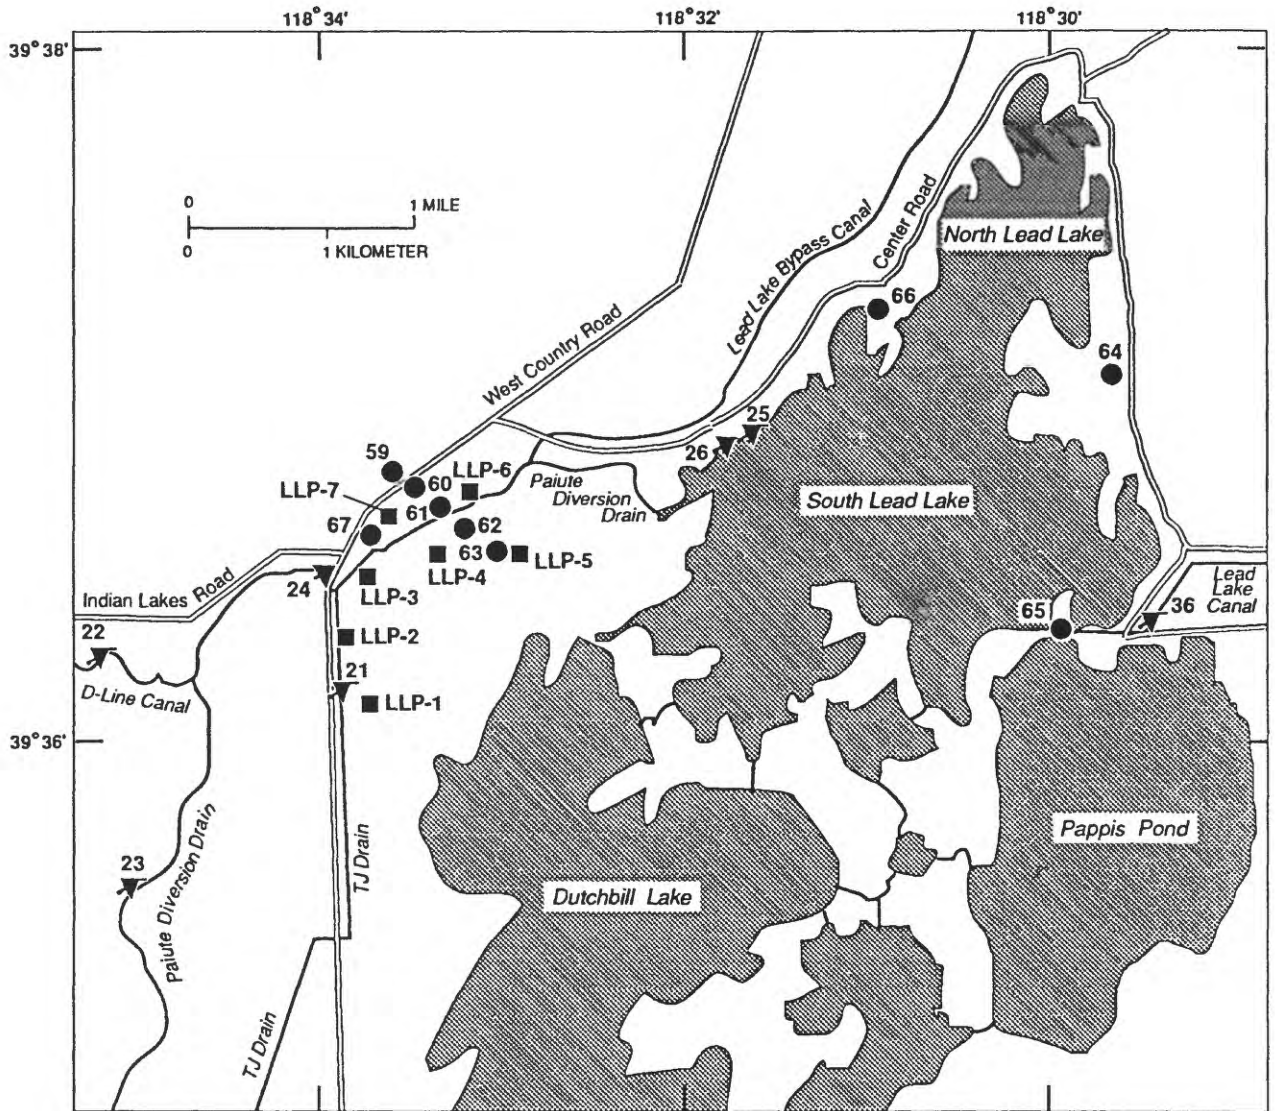 118° 34' 118° 32' 118° 30'
39° 38'
0 1 MILE
0 1 KILOMETER
Lead Lake Bypass Canal
Center Road
North Lead Lake
66
West Country Road
64
25
26
59
60
LLP-6
LLP-7
61
Paiute
Diversion
Drain
South Lead Lake
62
67
63
LLP-5
LLP-4
24
LLP-3
Indian Lakes Road
Lead
Lake
Canal
65
36
22
LLP-2
21
D-Line Canal
LLP-1
39° 36'
Paiute Diversion Drain
TJ Drain
Pappis Pond
23
Dutchbill Lake
TJ Drain